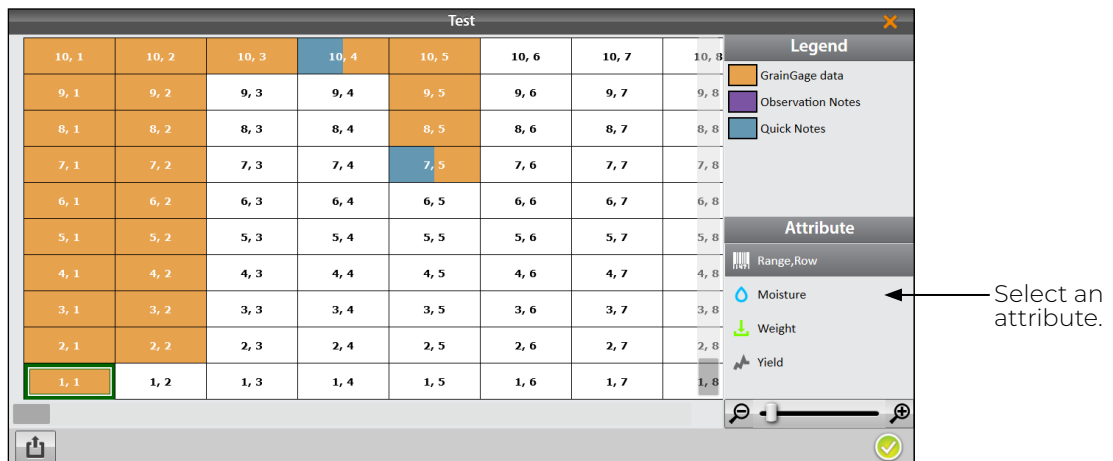 Test
10, 1 10, 2 10, 3 10, 4 10, 5 10, 6 10, 7 10, 8
9, 1 9, 2 9, 3 9, 4 9, 5 9, 6 9, 7 9, 8
8, 1 8, 2 8, 3 8, 4 8, 5 8, 6 8, 7 8, 8
7, 1 7, 2 7, 3 7, 4 7, 5 7, 6 7, 7 7, 8
6, 1 6, 2 6, 3 6, 4 6, 5 6, 6 6, 7 6, 8
5, 1 5, 2 5, 3 5, 4 5, 5 5, 6 5, 7 5, 8
4, 1 4, 2 4, 3 4, 4 4, 5 4, 6 4, 7 4, 8
3, 1 3, 2 3, 3 3, 4 3, 5 3, 6 3, 7 3, 8
2, 1 2, 2 2, 3 2, 4 2, 5 2, 6 2, 7 2, 8
1, 1 1, 2 1, 3 1, 4 1, 5 1, 6 1, 7 1, 8
Legend
GrainGage data
Observation Notes
Quick Notes
Attribute
Range,Row
Moisture
Weight
Yield
Select an
attribute.